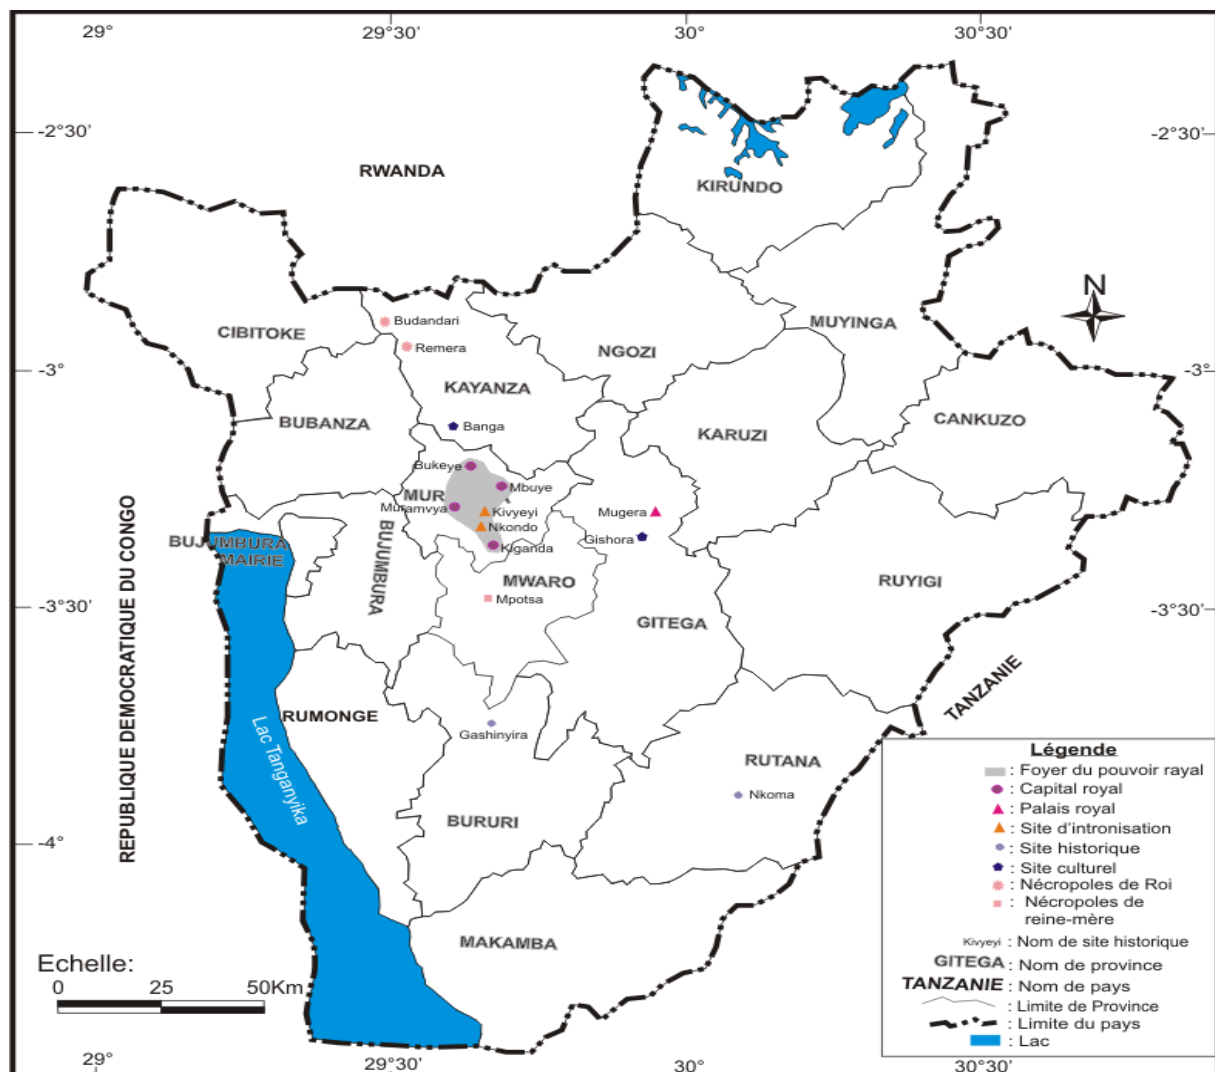 29°
29°30'
30°
30°30'
-2°30'
-2°30'
RWANDA
KIRUNDO
N
CIBITOKE
Budandari
Remera
NGOZI
MUYINGA
-3°
-3°
KAYANZA
BUBANZA
Banga
KARUZI
CANKUZO
Bukeye
Mbuye
MUR
Muramvya
Kivyeyi
Nkondo
Kiganda
Mugera
Gishora
BUJUMBURA
MAIRIE
BUJUMBURA
MWARO
Mpotsa
RUYIGI
GITEGA
-3°30'
-3°30'
REPUBLIQUE DEMOCRATIQUE DU CONGO
TANZANIE
Lac Tanganyika
RUMONGE
Gashinyira
RUTANA
Nkoma
BURURI
-4°
MAKAMBA
Echelle:
0 25 50Km
Légende
: Foyer du pouvoir rayal
: Capital royal
: Palais royal
: Site d'intronisation
: Site historique
: Site culturel
: Nécropoles de Roi
: Nécropoles de
reine-mère
Kivyeyi : Nom de site historique
GITEGA : Nom de province
TANZANIE : Nom de pays
: Limite de Province
: Limite du pays
: Lac
29°
29°30'
30°
30°30'